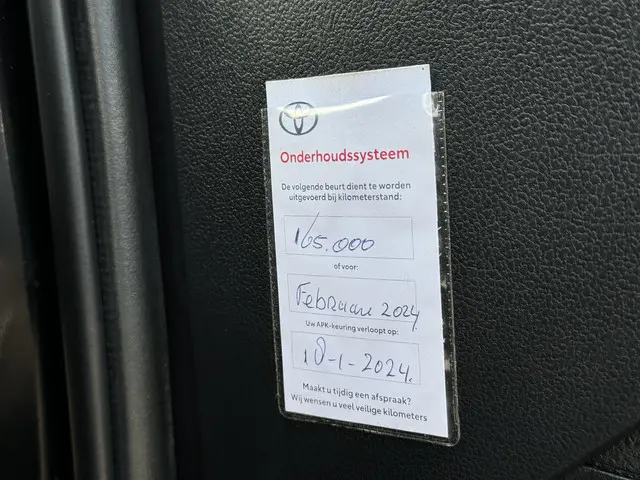 Onderhoudssysteem
De volgende beurt dient te worden
uitgevoerd bij kilometerstand:
165.000
of voor:
Februari 2024
Uw APK-keuring verloopt op:
10-1-2024.
Maakt u tijdig een afspraak?
Wij wensen u veel veilige kilometers